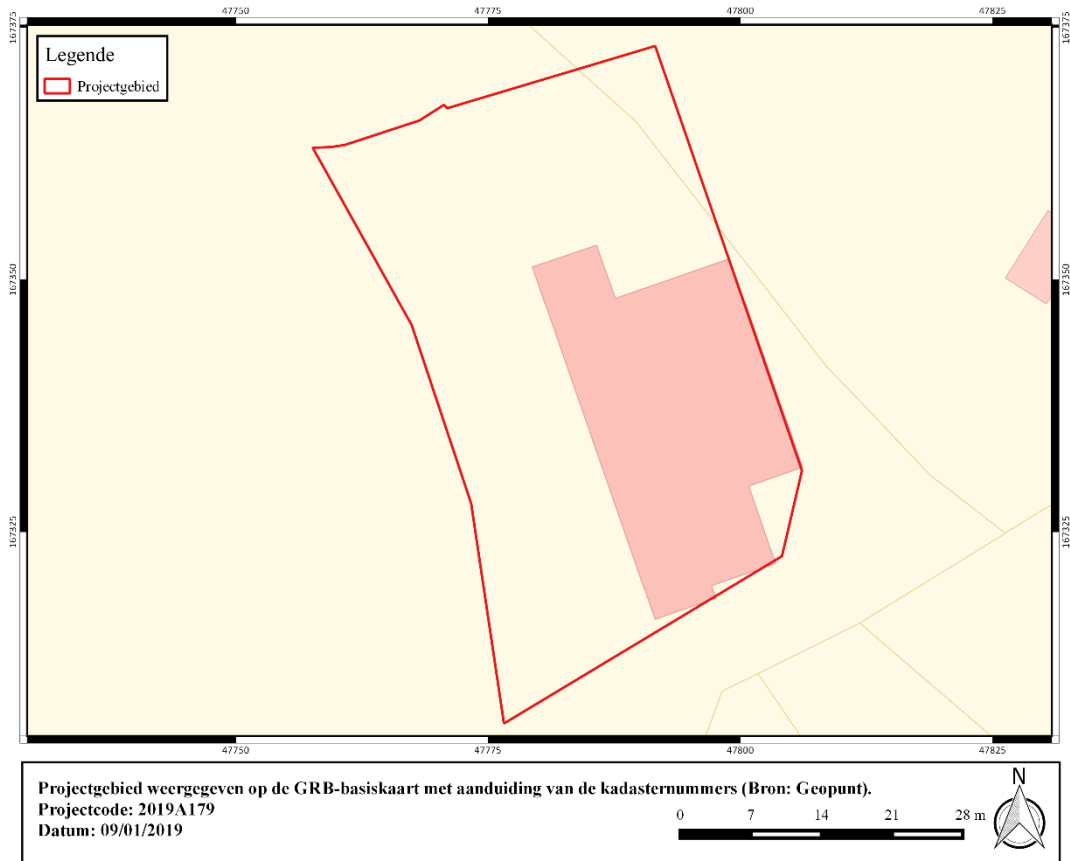 47750 47775 47800 47825
167375 167375
Legende
Projectgebied
167350 167350
167325 167325
47750 47775 47800 47825
Projectgebied weergegeven op de GRB-basiskaart met aanduiding van de kadasternummers (Bron: Geopunt).
Projectcode: 2019A179
Datum: 09/01/2019
N
0 7 14 21 28 m